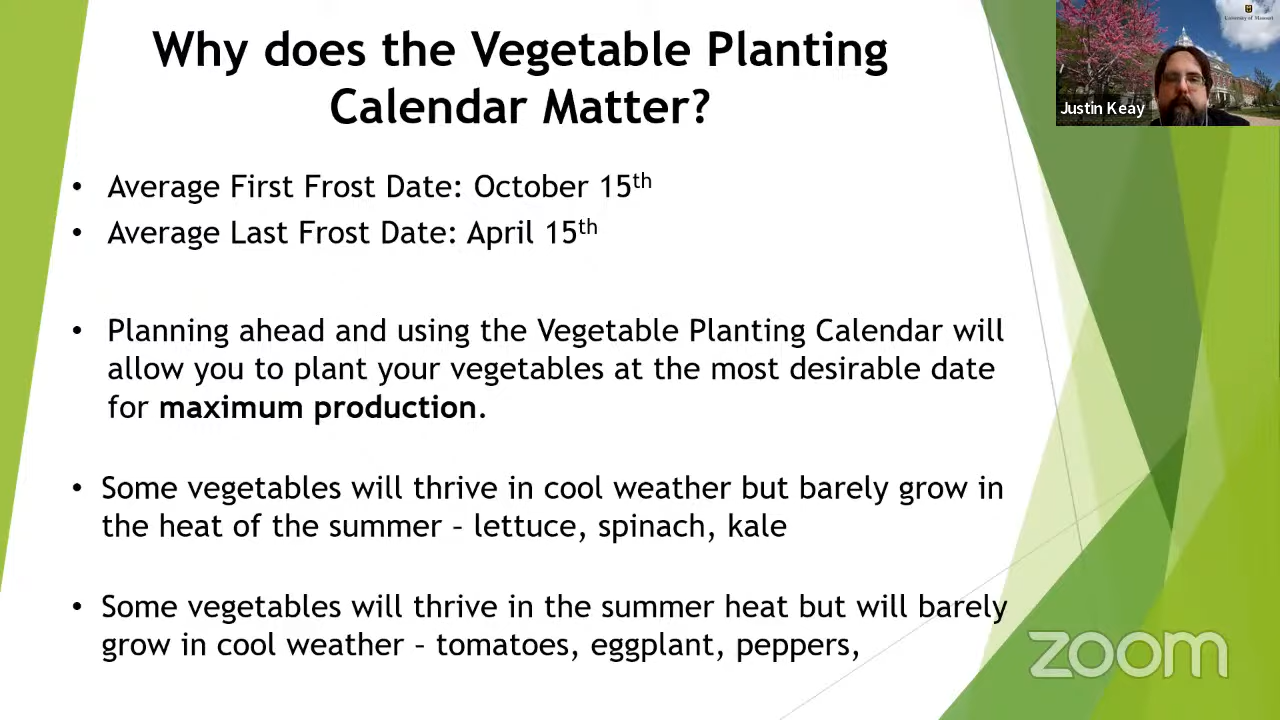 Why does the Vegetable Planting
Calendar Matter?
• Average First Frost Date: October 15th
• Average Last Frost Date: April 15th
• Planning ahead and using the Vegetable Planting Calendar will
allow you to plant your vegetables at the most desirable date
for maximum production.
• Some vegetables will thrive in cool weather but barely grow in
the heat of the summer – lettuce, spinach, kale
• Some vegetables will thrive in the summer heat but will barely
grow in cool weather – tomatoes, eggplant, peppers,
University of Missouri
Justin Keay
zoom